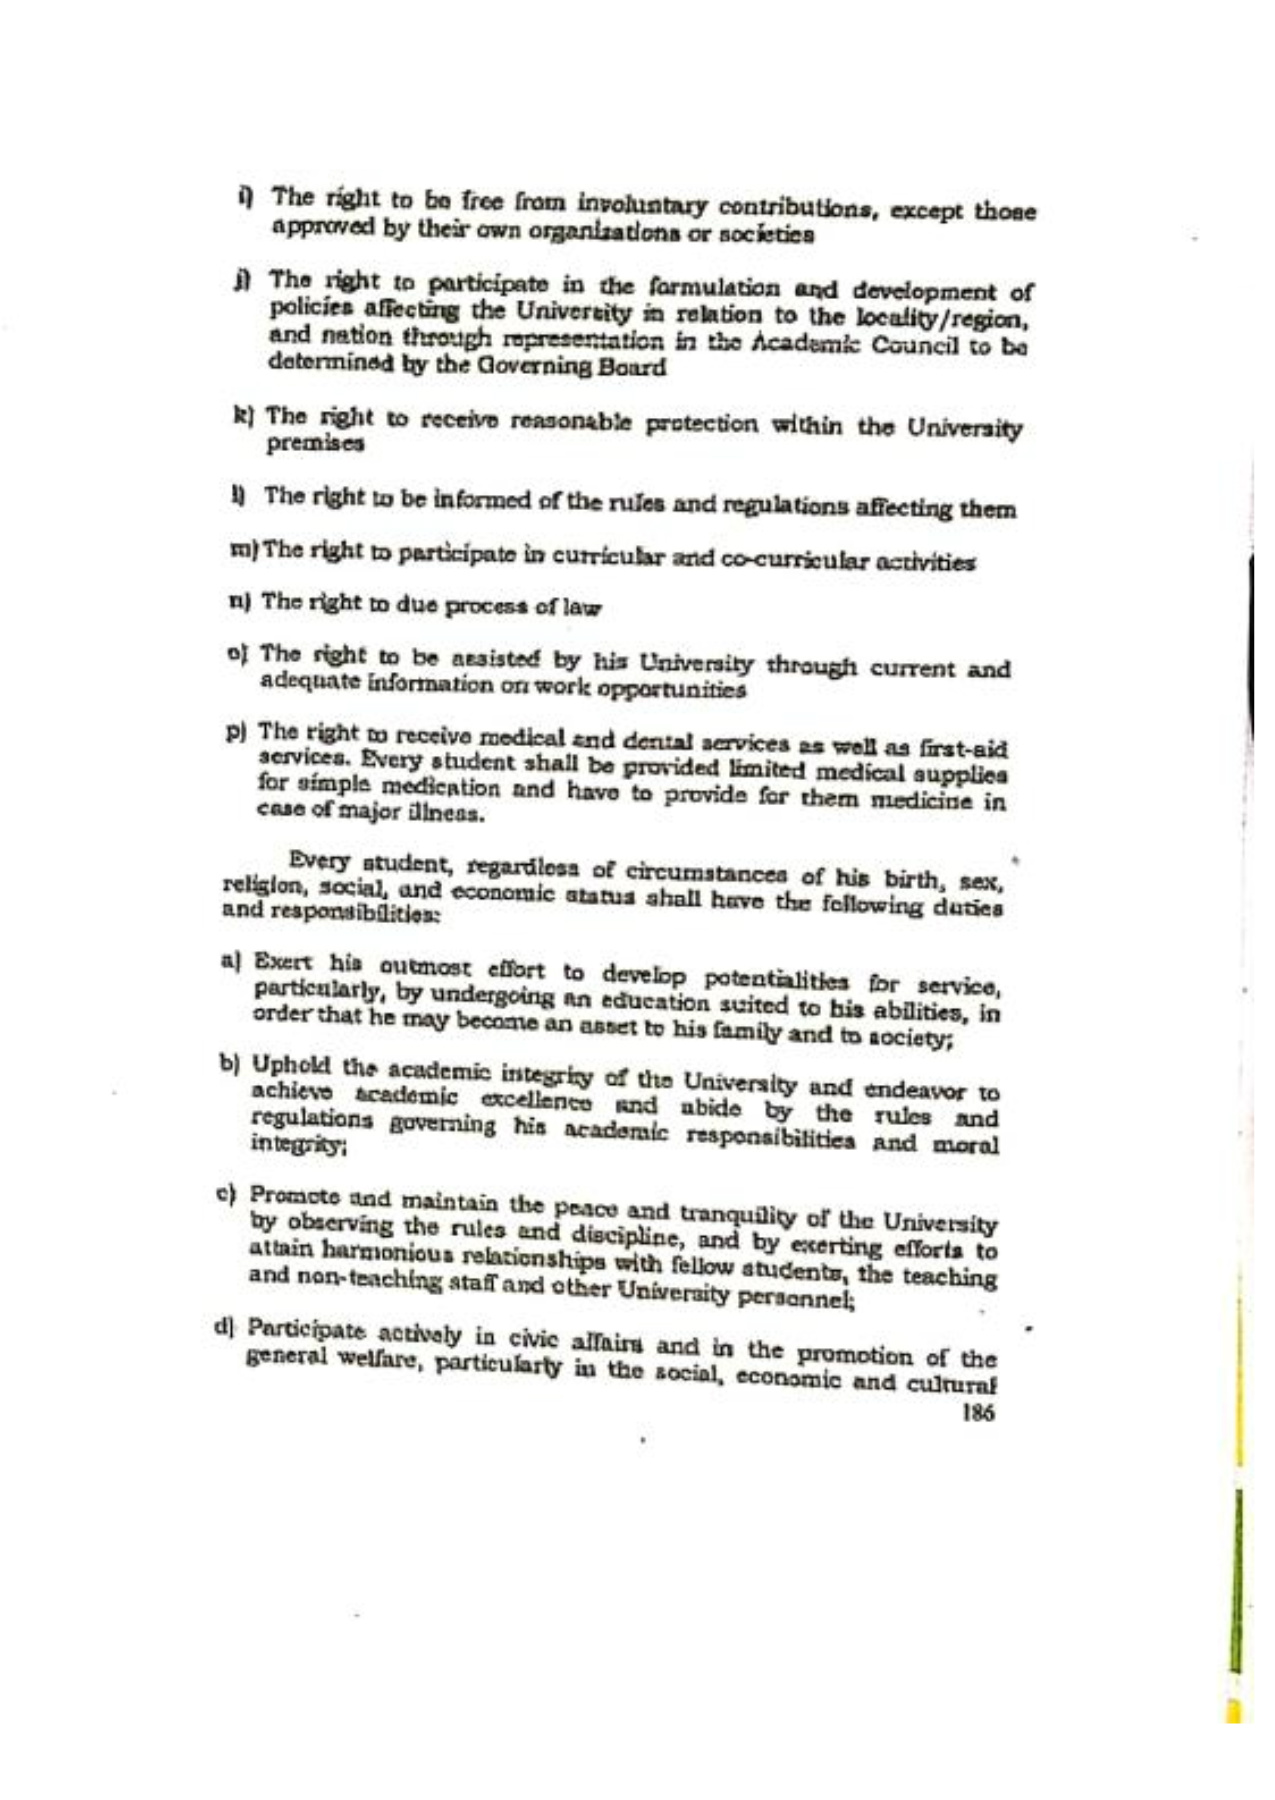 i) The right to be free from involuntary contributions, except those
approved by their own organizations or societies
j) The right to participate in the formulation and development of
policies affecting the University in relation to the locality/region,
and nation through representation in the Academic Council to be
determined by the Governing Board
k) The right to receive reasonable protection within the University
premises
l) The right to be informed of the rules and regulations affecting them
m) The right to participate in curricular and co-curricular activities
n) The right to due process of law
o) The right to be assisted by his University through current and
adequate information on work opportunities
p) The right to receive medical and dental services as well as first-aid
services. Every student shall be provided limited medical supplies
for simple medication and have to provide for them medicine in
case of major illness.
Every student, regardless of circumstances of his birth, sex,
religion, social, and economic status shall have the following duties
and responsibilities:
a) Exert his outmost effort to develop potentialities for service,
particularly, by undergoing an education suited to his abilities, in
order that he may become an asset to his family and to society;
b) Uphold the academic integrity of the University and endeavor to
achieve academic excellence and abide by the rules and
regulations governing his academic responsibilities and moral
integrity;
c) Promote and maintain the peace and tranquility of the University
by observing the rules and discipline, and by exerting efforts to
attain harmonious relationships with fellow students, the teaching
and non-teaching staff and other University personnel;
d) Participate actively in civic affairs and in the promotion of the
general welfare, particularly in the social, economic and cultural
186